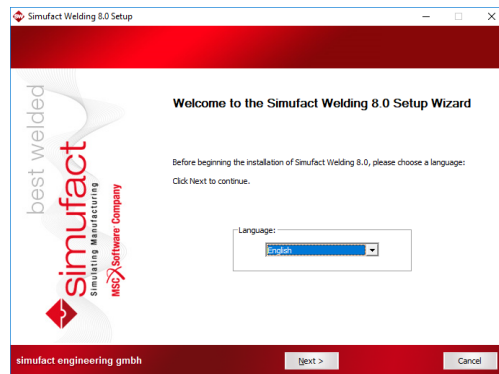 Simufact Welding 8.0 Setup
best welded
simufact
Simulating Manufacturing
MSC Software Company
Welcome to the Simufact Welding 8.0 Setup Wizard
Before beginning the installation of Simufact Welding 8.0, please choose a language:
Click Next to continue.
Language:
English
simufact engineering gmbh
Next >
Cancel